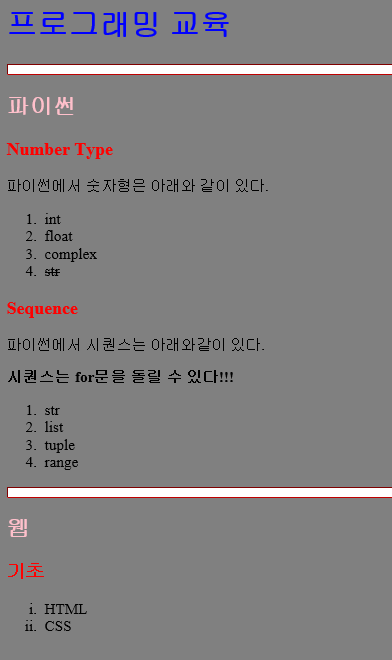 프로그래밍 교육
파이썬
Number Type
파이썬에서 숫자형은 아래와 같이 있다.
1. int
2. float
3. complex
4. str
Sequence
파이썬에서 시퀀스는 아래와같이 있다.
시퀀스는 for문을 돌릴 수 있다!!!
1. str
2. list
3. tuple
4. range
웹
기초
i. HTML
ii. CSS